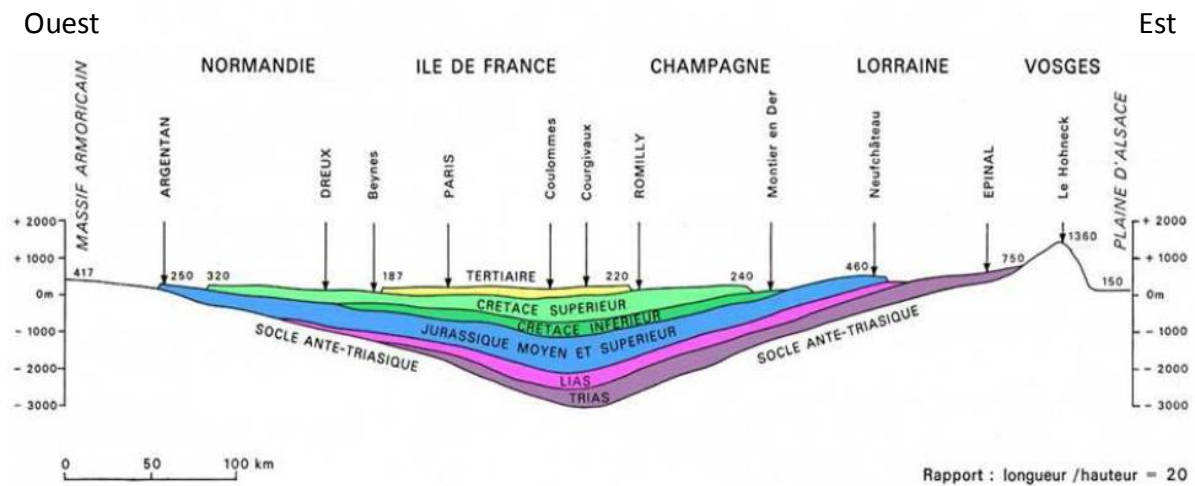 Ouest
Est
NORMANDIE
ILE DE FRANCE
CHAMPAGNE
LORRAINE
VOSGES
MASSIF ARMORICAIN
ARGENTAN
DREUX
Beynes
PARIS
Coulommes
Courgivaux
ROMILLY
Montier en Der
Neufchâteau
EPINAL
Le Hohneck
PLAINE D'ALSACE
+ 2000
+ 1000
0m
- 1000
- 2000
- 3000
417
250
320
187
TERTIAIRE
220
240
460
750
1360
150
CRETACE SUPERIEUR
CRETACE INFERIEUR
JURASSIQUE MOYEN ET SUPERIEUR
LIAS
TRIAS
SOCLE ANTE-TRIASIQUE
SOCLE ANTE-TRIASIQUE
+ 2000
+ 1000
0m
- 1000
- 2000
- 3000
0 50 100 km
Rapport : longueur /hauteur = 20